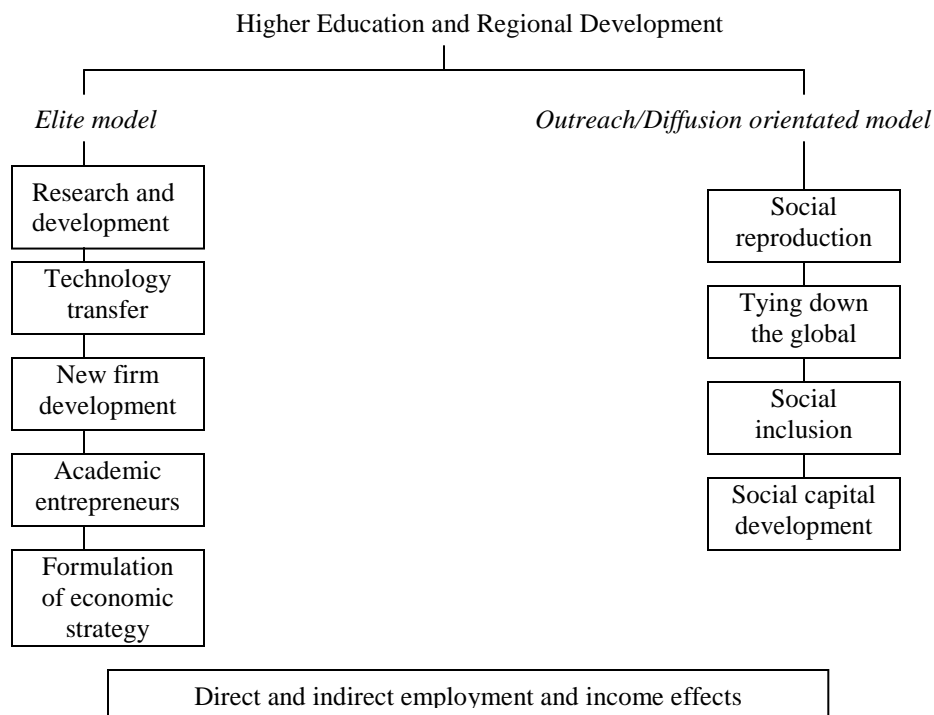 Higher Education and Regional Development
Elite model
Outreach/Diffusion orientated model
Research and
development
Technology
transfer
New firm
development
Academic
entrepreneurs
Formulation
of economic
strategy
Social
reproduction
Tying down
the global
Social
inclusion
Social capital
development
Direct and indirect employment and income effects